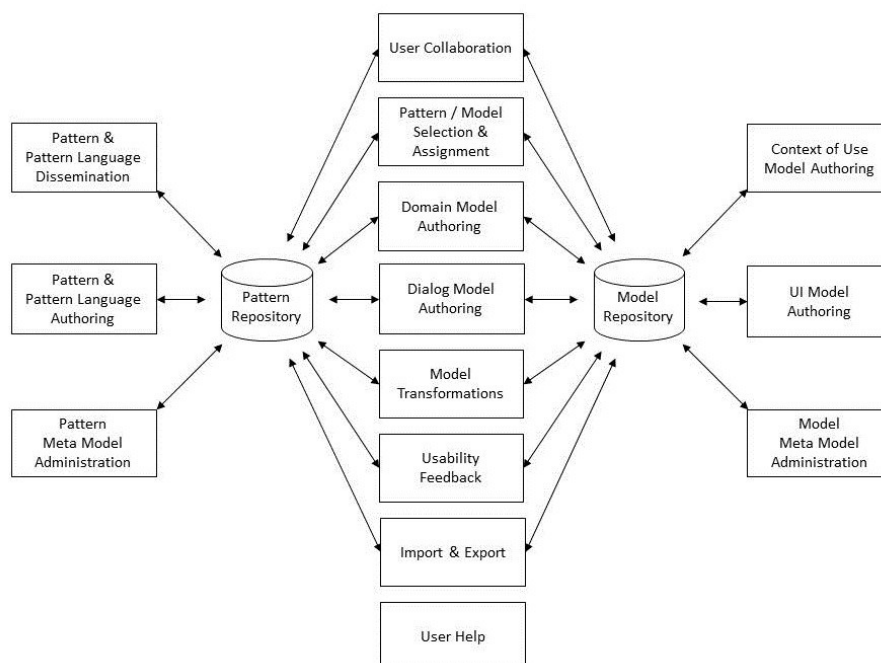 User Collaboration
Pattern / Model
Selection &
Assignment
Pattern &
Pattern Language
Dissemination
Context of Use
Model Authoring
Domain Model
Authoring
Pattern &
Pattern Language
Authoring
Pattern
Repository
Dialog Model
Authoring
Model
Repository
UI Model
Authoring
Model
Transformations
Pattern
Meta Model
Administration
Usability
Feedback
Model
Meta Model
Administration
Import & Export
User Help